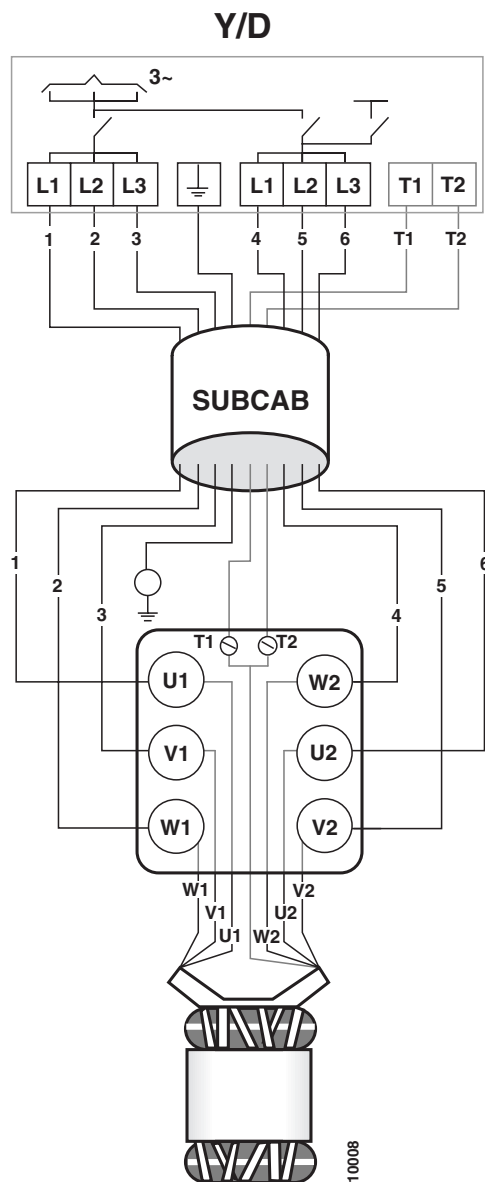 Y/D
3~
L1 L2 L3 L1 L2 L3 T1 T2
1 2 3 4 5 6 T1 T2
SUBCAB
1 2 3 4 5 6
T1 T2
U1 W2
V1 U2
W1 V2
W1 V2
V1 U2
U1 W2
10008